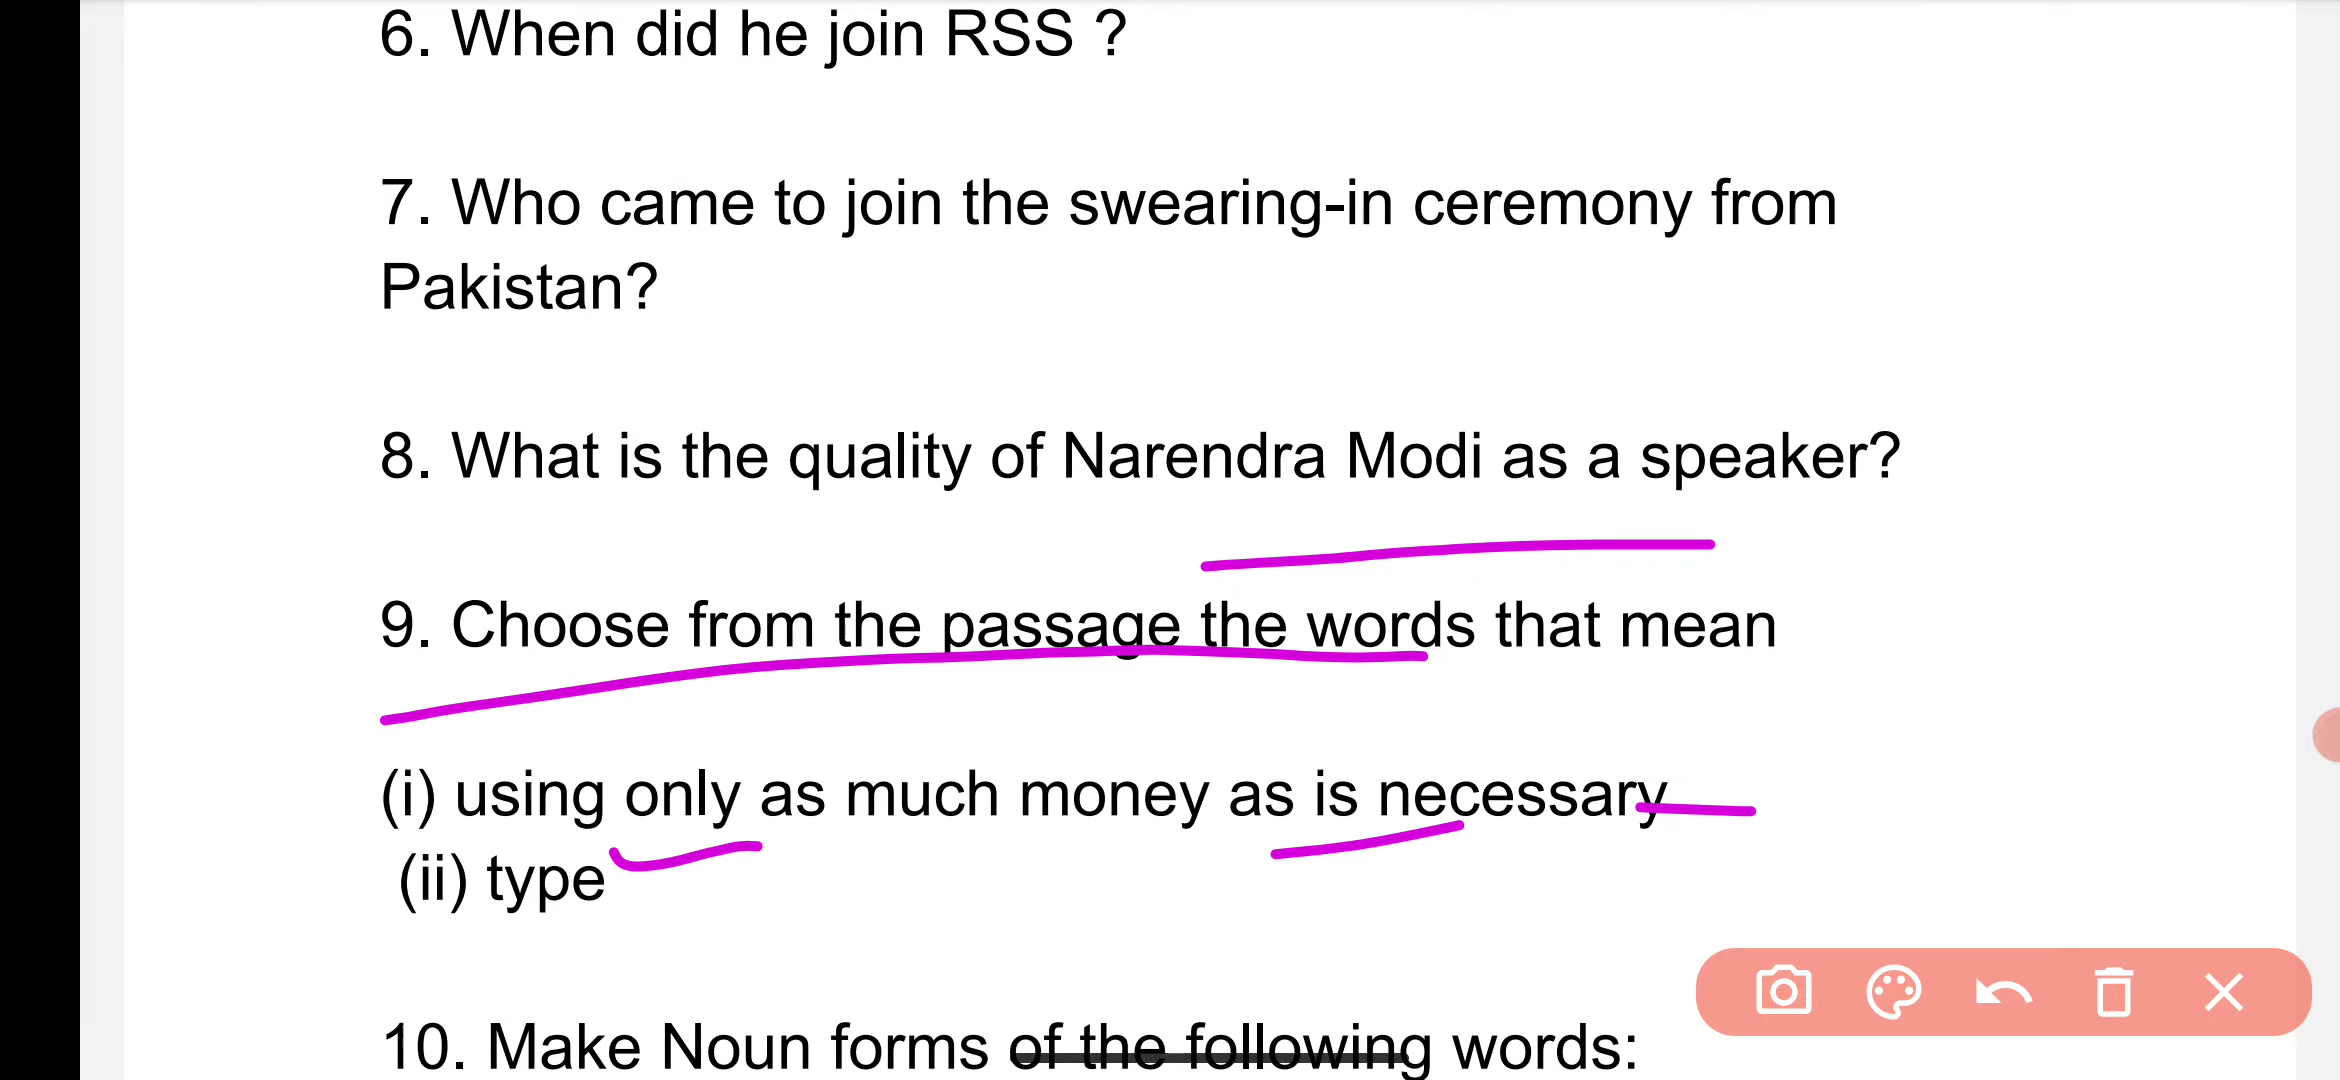 6. When did he join RSS ?
7. Who came to join the swearing-in ceremony from
Pakistan?
8. What is the quality of Narendra Modi as a speaker?
9. Choose from the passage the words that mean
(i) using only as much money as is necessary
(ii) type
10. Make Noun forms of the following words: